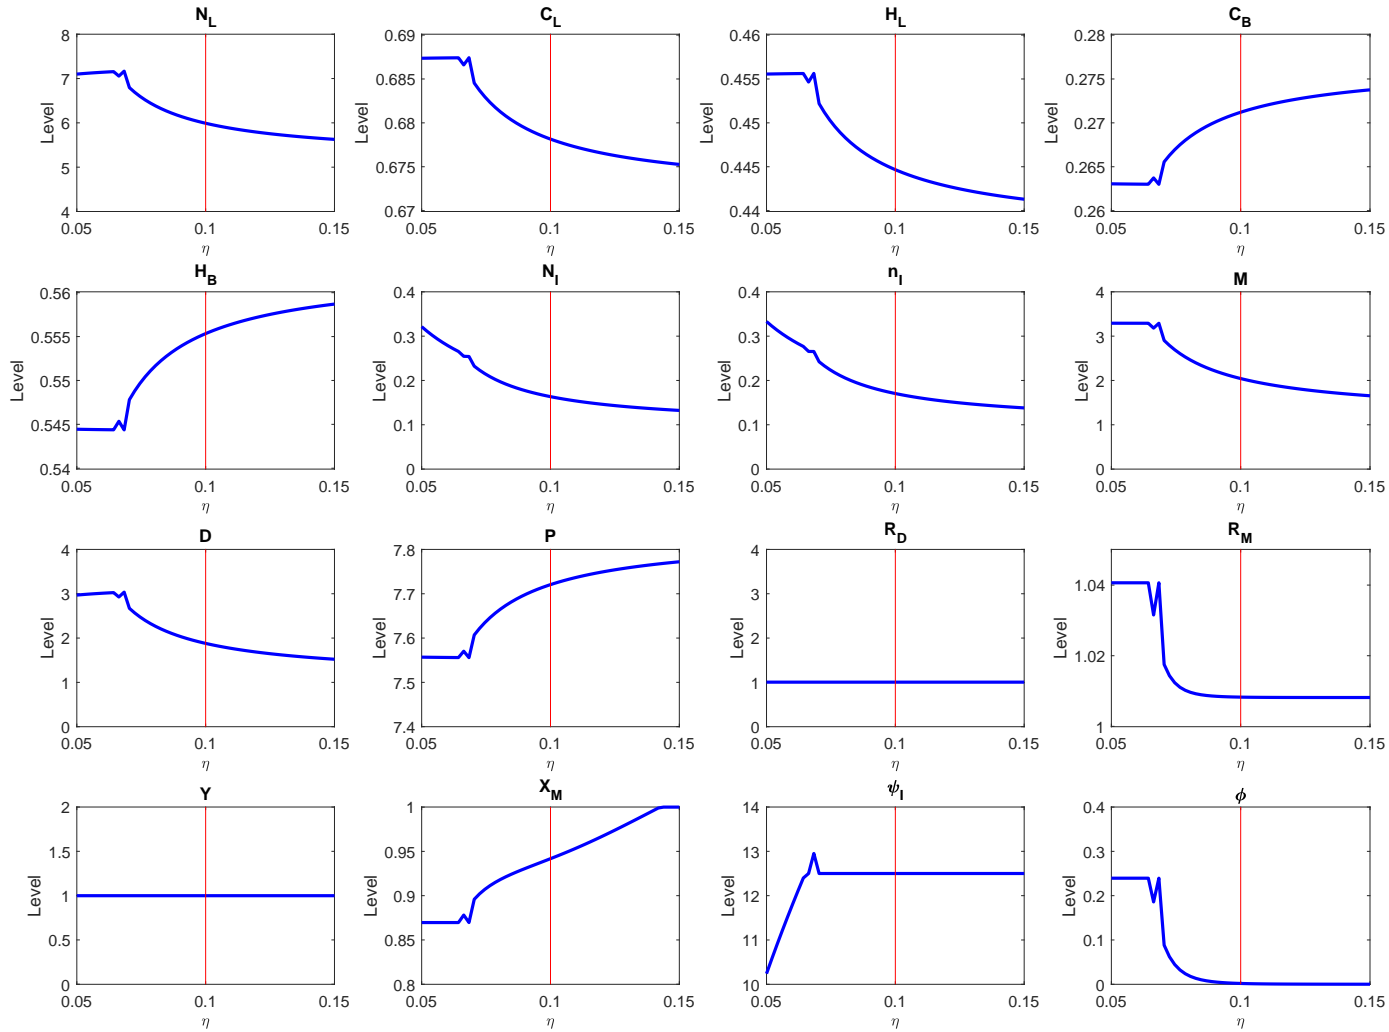 N_L C_L H_L C_B
8 0.69 0.46 0.28
7 0.685 0.455 0.275
Level Level Level Level
6 0.68 0.45 0.27
5 0.675 0.445 0.265
4 0.67 0.44 0.26
0.05 0.1 0.15 0.05 0.1 0.15 0.05 0.1 0.15 0.05 0.1 0.15
η η η η
H_B N_I n_I M
0.56 0.4 0.4 4
0.555 0.3 0.3 3
Level Level Level Level
0.55 0.2 0.2 2
0.545 0.1 0.1 1
0.54 0 0 0
0.05 0.1 0.15 0.05 0.1 0.15 0.05 0.1 0.15 0.05 0.1 0.15
η η η η
D P R_D R_M
4 7.8 4 1.04
3 7.7 3 1.02
Level Level Level Level
2 7.6 2 1
1 7.5 1
0 7.4 0
0.05 0.1 0.15 0.05 0.1 0.15 0.05 0.1 0.15 0.05 0.1 0.15
η η η η
Y X_M ψ_I ϕ
2 1 14 0.4
1.5 0.95 13 0.3
Level Level Level Level
1 0.9 12 0.2
0.5 0.85 11 0.1
0 0.8 10 0
0.05 0.1 0.15 0.05 0.1 0.15 0.05 0.1 0.15 0.05 0.1 0.15
η η η η